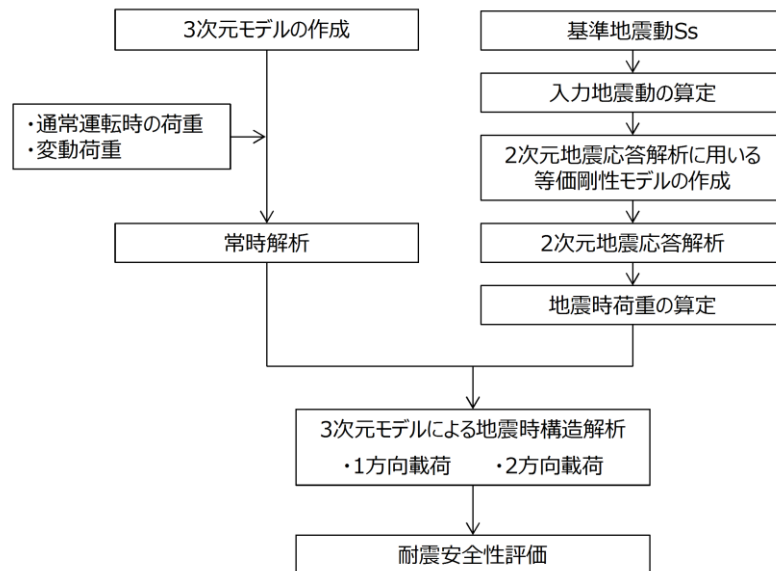 3次元モデルの作成
・通常運転時の荷重
・変動荷重
常時解析
基準地震動Ss
入力地震動の算定
2次元地震応答解析に用いる
等価剛性モデルの作成
2次元地震応答解析
地震時荷重の算定
3次元モデルによる地震時構造解析
・1方向載荷 ・2方向載荷
耐震安全性評価